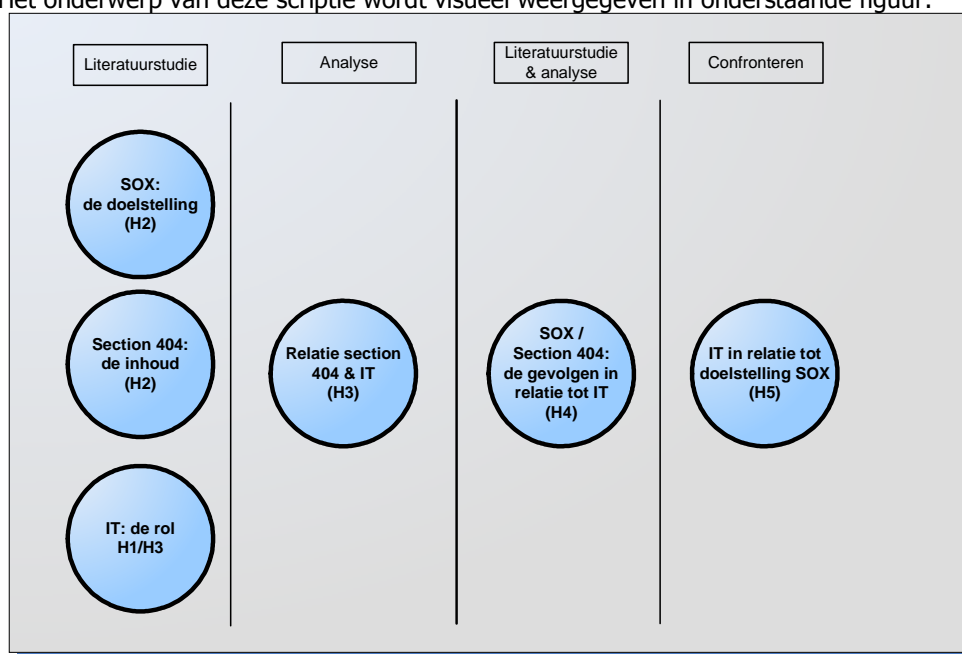 Het onderwerp van deze scriptie wordt visueel weergegeven in onderstaande figuur:
Literatuurstudie
Analyse
Literatuurstudie
& analyse
Confronteren
SOX:
de doelstelling
(H2)
Section 404:
de inhoud
(H2)
IT: de rol
H1/H3
Relatie section
404 & IT
(H3)
SOX /
Section 404:
de gevolgen in
relatie tot IT
(H4)
IT in relatie tot
doelstelling SOX
(H5)